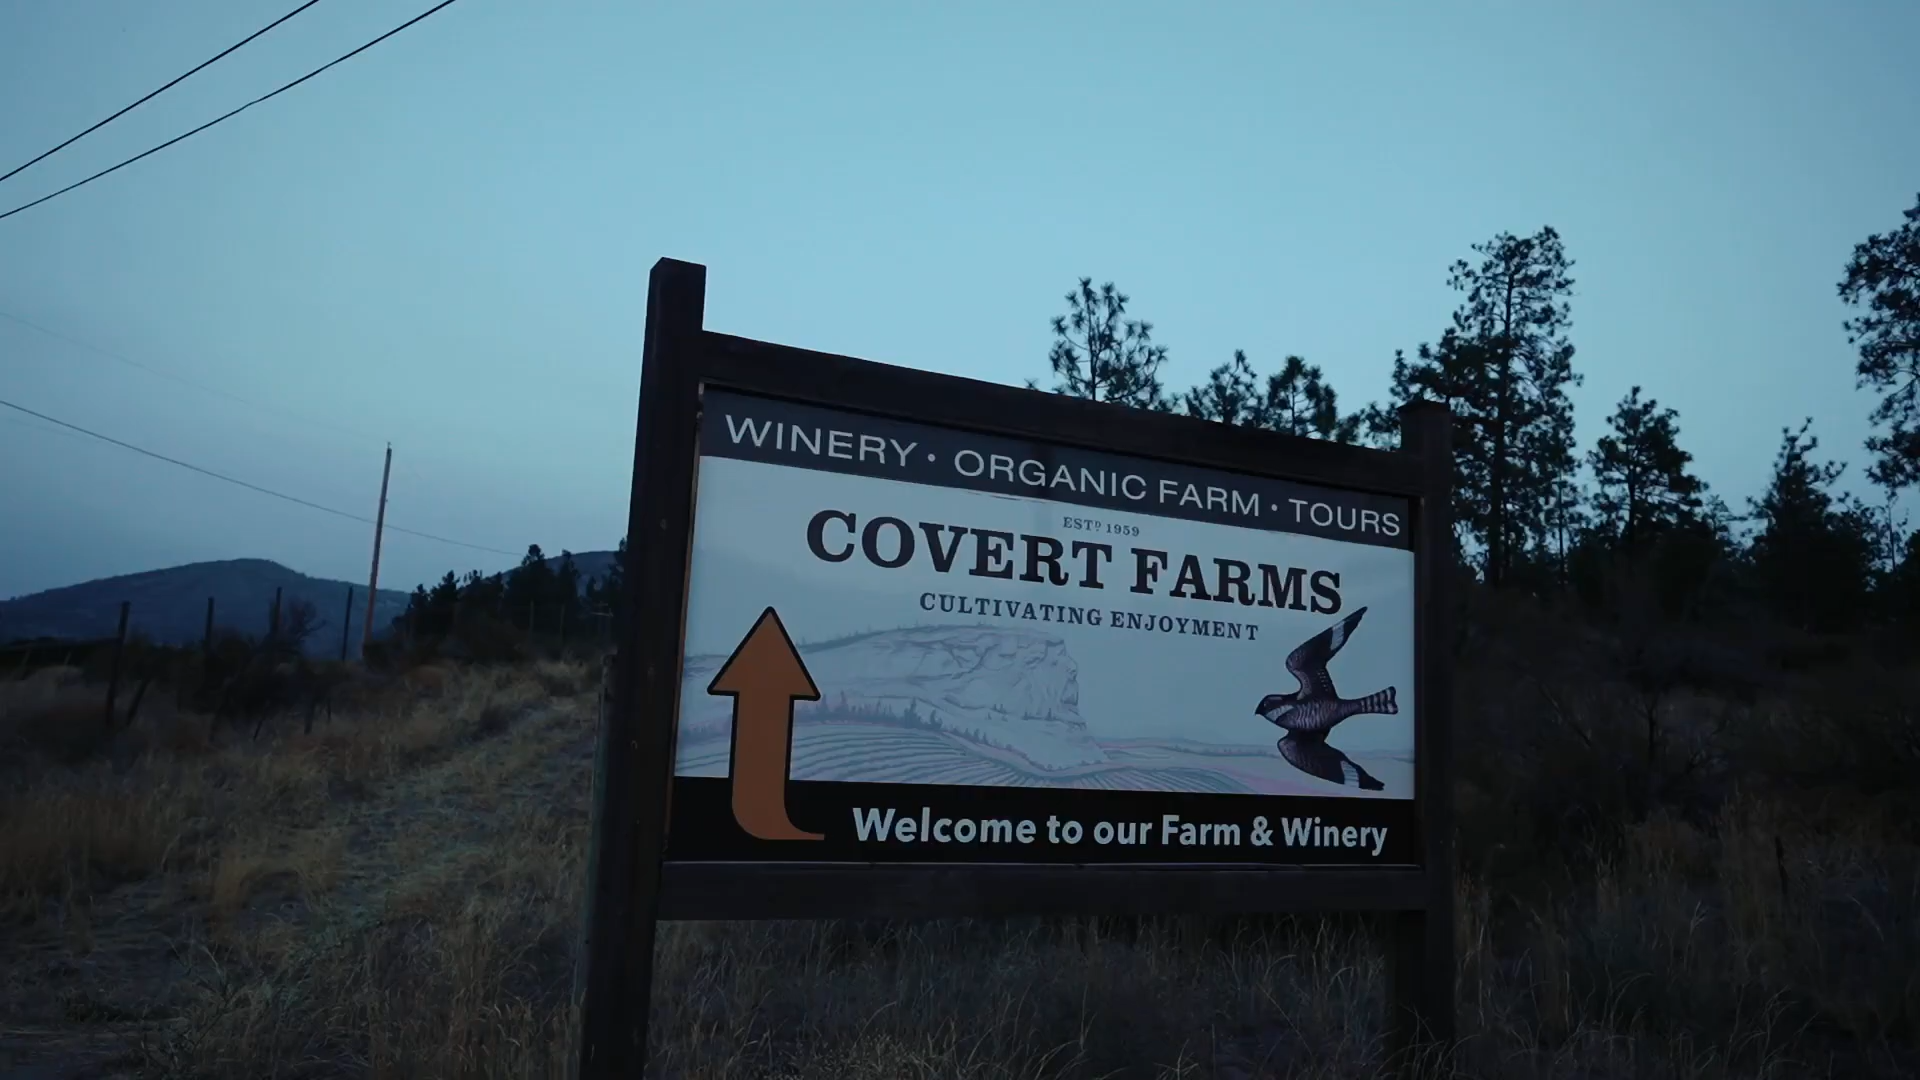 WINERY · ORGANIC FARM · TOURS
ESTD 1959
COVERT FARMS
CULTIVATING ENJOYMENT
Welcome to our Farm & Winery